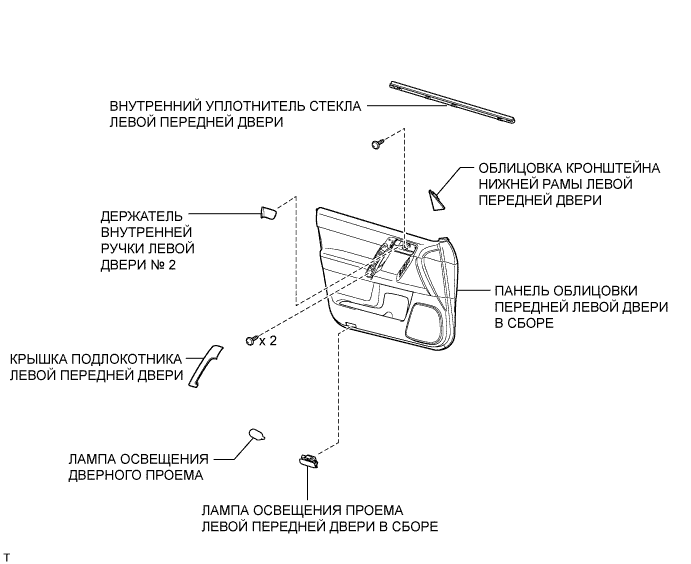 ВНУТРЕННИЙ УПЛОТНИТЕЛЬ СТЕКЛА
ЛЕВОЙ ПЕРЕДНЕЙ ДВЕРИ
ОБЛИЦОВКА КРОНШТЕЙНА
НИЖНЕЙ РАМЫ ЛЕВОЙ
ПЕРЕДНЕЙ ДВЕРИ
ДЕРЖАТЕЛЬ
ВНУТРЕННЕЙ
РУЧКИ ЛЕВОЙ
ДВЕРИ № 2
ПАНЕЛЬ ОБЛИЦОВКИ
ПЕРЕДНЕЙ ЛЕВОЙ ДВЕРИ
В СБОРЕ
x 2
КРЫШКА ПОДЛОКОТНИКА
ЛЕВОЙ ПЕРЕДНЕЙ ДВЕРИ
ЛАМПА ОСВЕЩЕНИЯ
ДВЕРНОГО ПРОЕМА
ЛАМПА ОСВЕЩЕНИЯ ПРОЕМА
ЛЕВОЙ ПЕРЕДНЕЙ ДВЕРИ В СБОРЕ
T